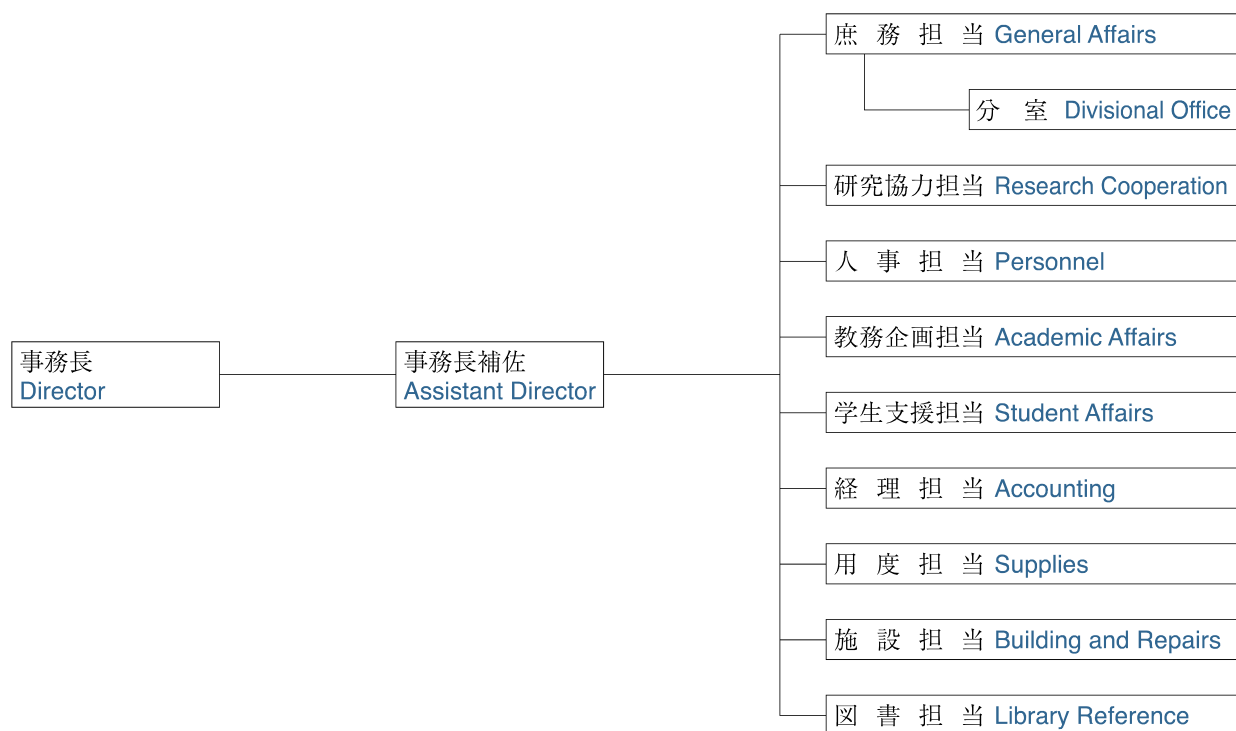 庶務担当 General Affairs
分室 Divisional Office
研究協力担当 Research Cooperation
人事担当 Personnel
教務企画担当 Academic Affairs
事務長
Director
事務長補佐
Assistant Director
学生支援担当 Student Affairs
経理担当 Accounting
用度担当 Supplies
施設担当 Building and Repairs
図書担当 Library Reference